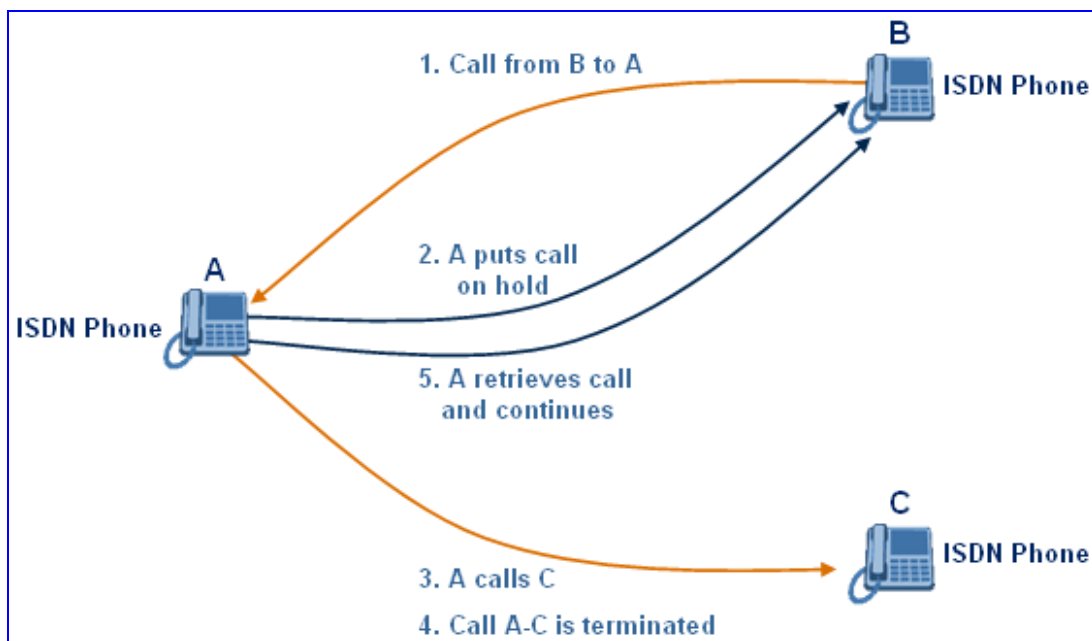 B
1. Call from B to A
ISDN Phone
2. A puts call
on hold
A
ISDN Phone
5. A retrieves call
and continues
C
ISDN Phone
3. A calls C
4. Call A-C is terminated